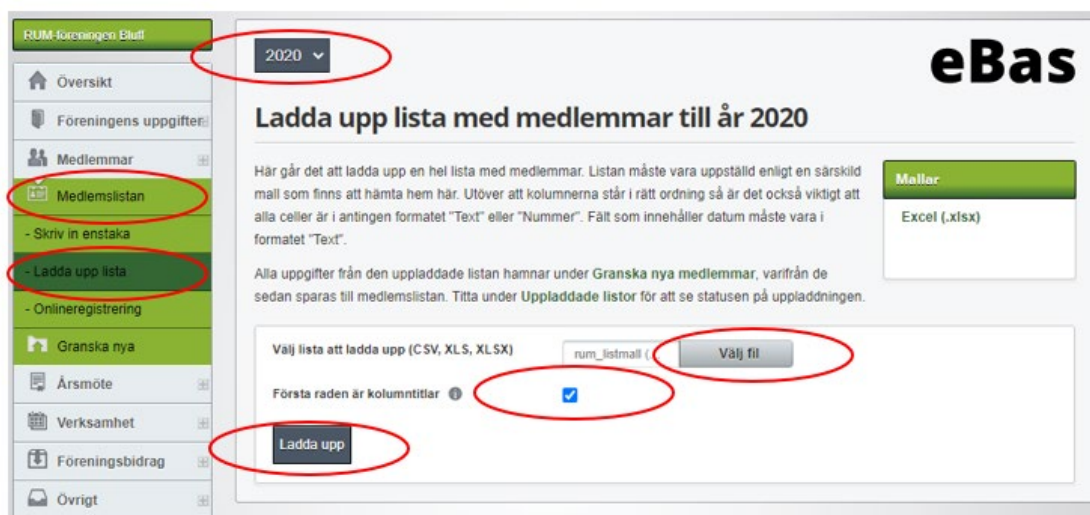 RUM-föreningen Bluff
Översikt
Föreningens uppgifter
Medlemmar
Medlemslistan
- Skriv in enstaka
- Ladda upp lista
- Onlineregistrering
Granska nya
Årsmöte
Verksamhet
Föreningsbidrag
Övrigt
2020
eBas
Ladda upp lista med medlemmar till år 2020
Här går det att ladda upp en hel lista med medlemmar. Listan måste vara uppställd enligt en särskild
mall som finns att hämta hem här. Utöver att kolumnerna står i rätt ordning så är det också viktigt att
alla celler är i antingen formatet "Text" eller "Nummer". Fält som innehåller datum måste vara i
formatet "Text".
Alla uppgifter från den uppladdade listan hamnar under Granska nya medlemmar, varifrån de
sedan sparas till medlemslistan. Titta under Uppladdade listor för att se statusen på uppladdningen.
Mallar
Excel (.xlsx)
Välj lista att ladda upp (CSV, XLS, XLSX)
rum_listmall (
Välj fil
Första raden är kolumntitlar
Ladda upp